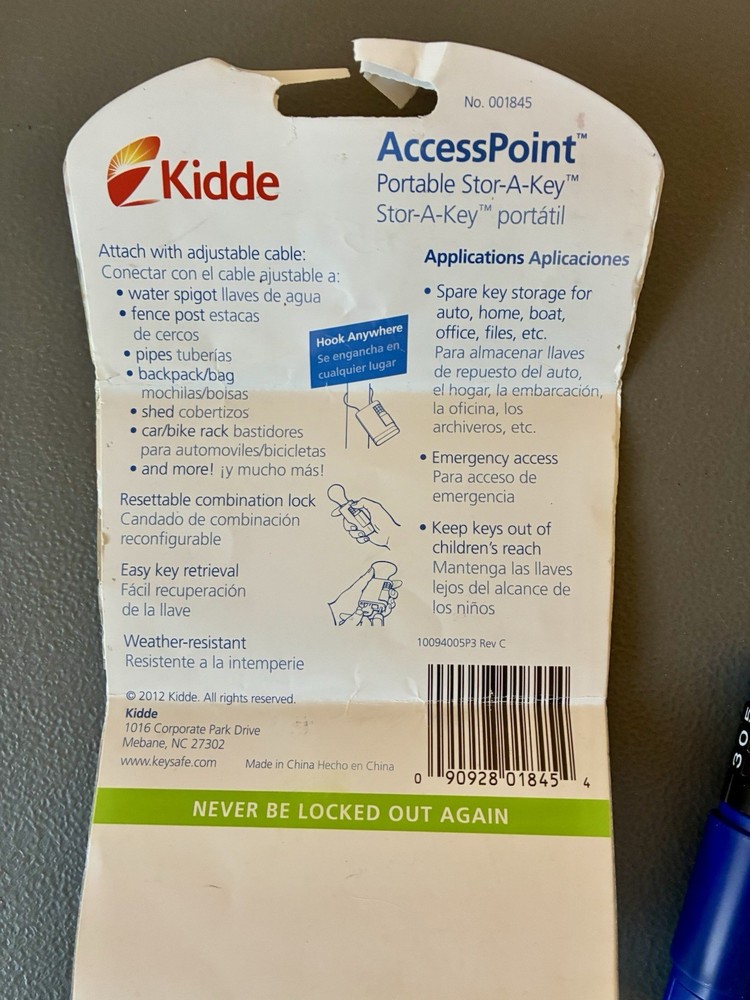 No. 001845
Kidde
AccessPoint™
Portable Stor-A-Key™
Stor-A-Key™ portátil
Attach with adjustable cable:
Conectar con el cable ajustable a:
• water spigot llaves de agua
• fence post estacas
de cercos
• pipes tuberías
• backpack/bag
mochilas/bolsas
• shed cobertizos
• car/bike rack bastidores
para automoviles/bicicletas
• and more! ¡y mucho más!
Hook Anywhere
Se engancha en
cualquier lugar
Resettable combination lock
Candado de combinación
reconfigurable
Easy key retrieval
Fácil recuperación
de la llave
Weather-resistant
Resistente a la intemperie
Applications Aplicaciones
• Spare key storage for
auto, home, boat,
office, files, etc.
Para almacenar llaves
de repuesto del auto,
el hogar, la embarcación,
la oficina, los
archiveros, etc.
• Emergency access
Para acceso de
emergencia
• Keep keys out of
children's reach
Mantenga las llaves
lejos del alcance de
los niños
10094005P3 Rev C
© 2012 Kidde. All rights reserved.
Kidde
1016 Corporate Park Drive
Mebane, NC 27302
www.keysafe.com Made in China Hecho en China
0 90928 01845 4
NEVER BE LOCKED OUT AGAIN